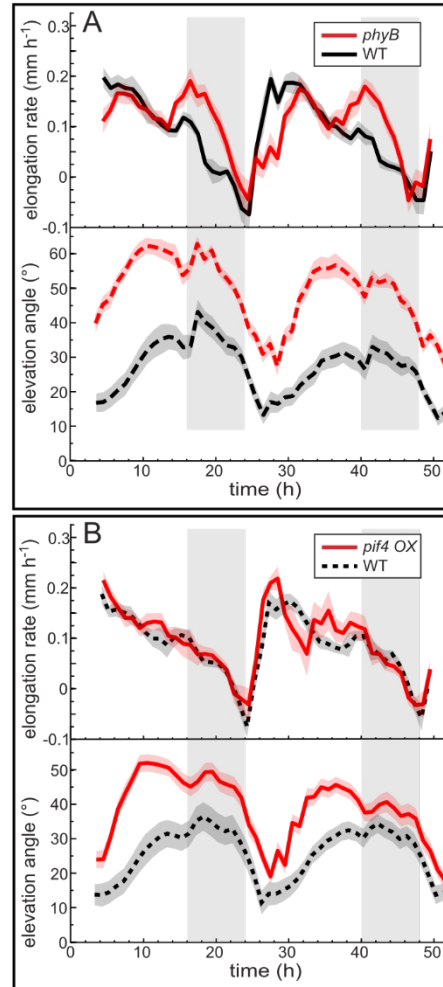 A
phyB
WT
elongation rate (mm h⁻¹)
0.3
0.2
0.1
0
-0.1
elevation angle (°)
60
50
40
30
20
10
0
0 10 20 30 40 50
time (h)
B
pif4 OX
WT
elongation rate (mm h⁻¹)
0.3
0.2
0.1
0
-0.1
elevation angle (°)
50
40
30
20
10
0
0 10 20 30 40 50
time (h)